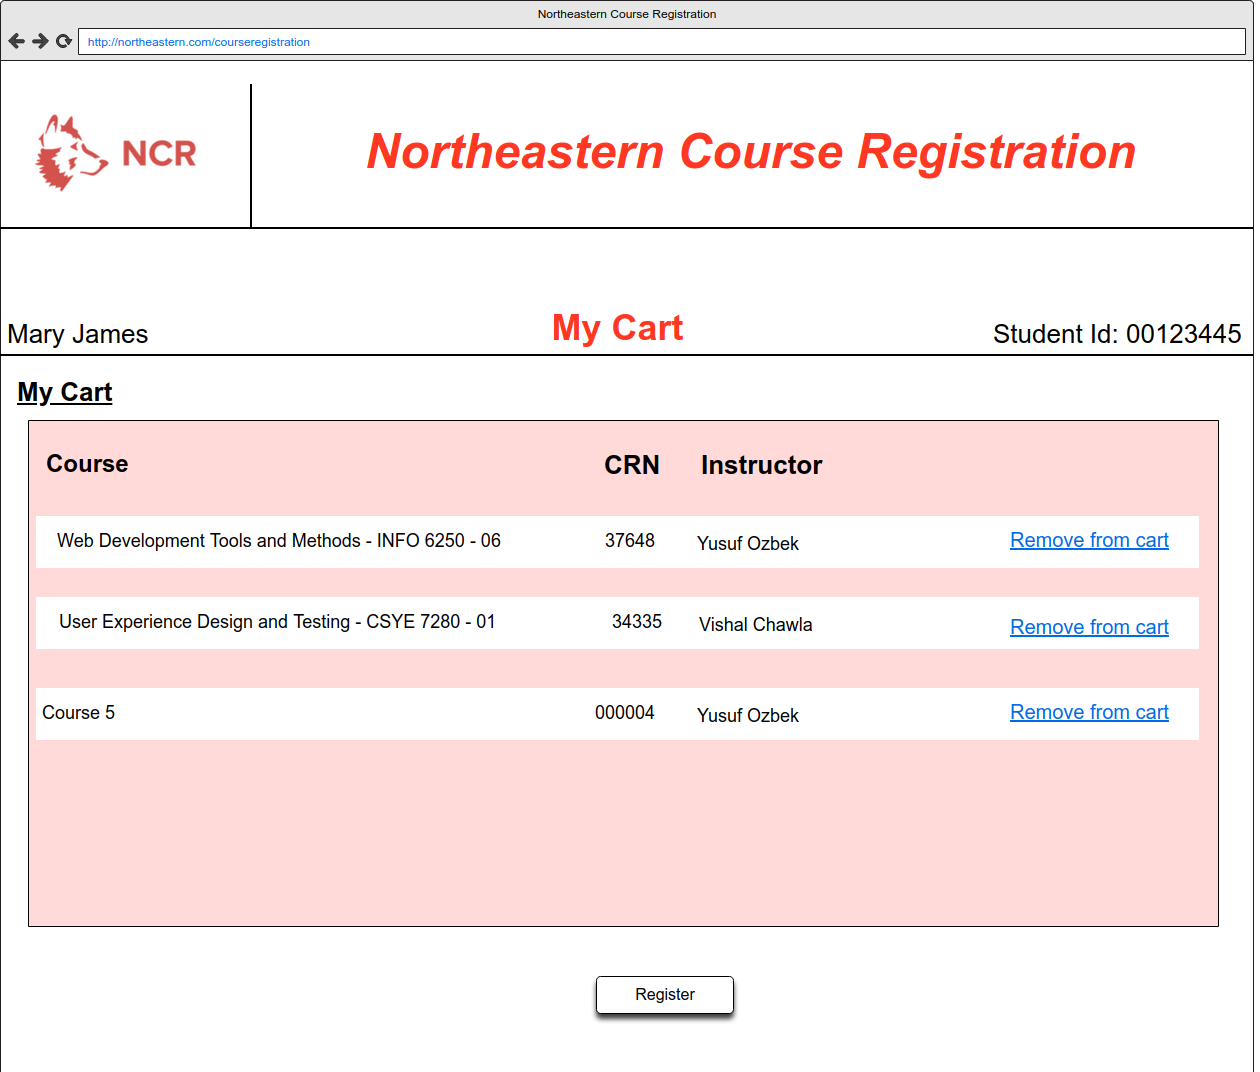 Northeastern Course Registration
http://northeastern.com/courseregistration
NCR
Northeastern Course Registration
Mary James
My Cart
Student Id: 00123445
My Cart
Course CRN Instructor
Web Development Tools and Methods - INFO 6250 - 06 37648 Yusuf Ozbek Remove from cart
User Experience Design and Testing - CSYE 7280 - 01 34335 Vishal Chawla Remove from cart
Course 5 000004 Yusuf Ozbek Remove from cart
Register